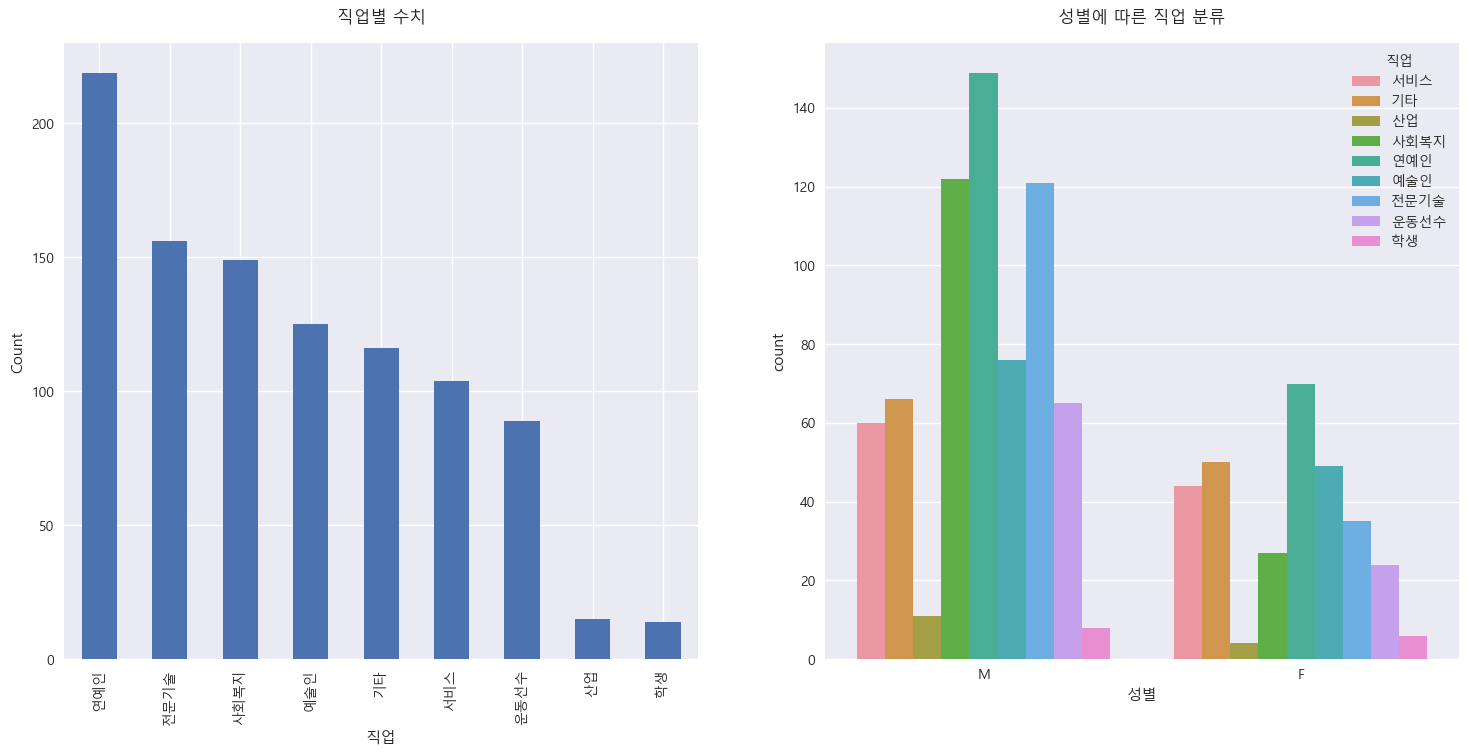 직업별 수치
Count
200
150
100
50
0
연예인
전문기술
사회복지
예술인
기타
서비스
운동선수
산업
학생
직업
성별에 따른 직업 분류
count
140
120
100
80
60
40
20
0
M
F
성별
직업
서비스
기타
산업
사회복지
연예인
예술인
전문기술
운동선수
학생